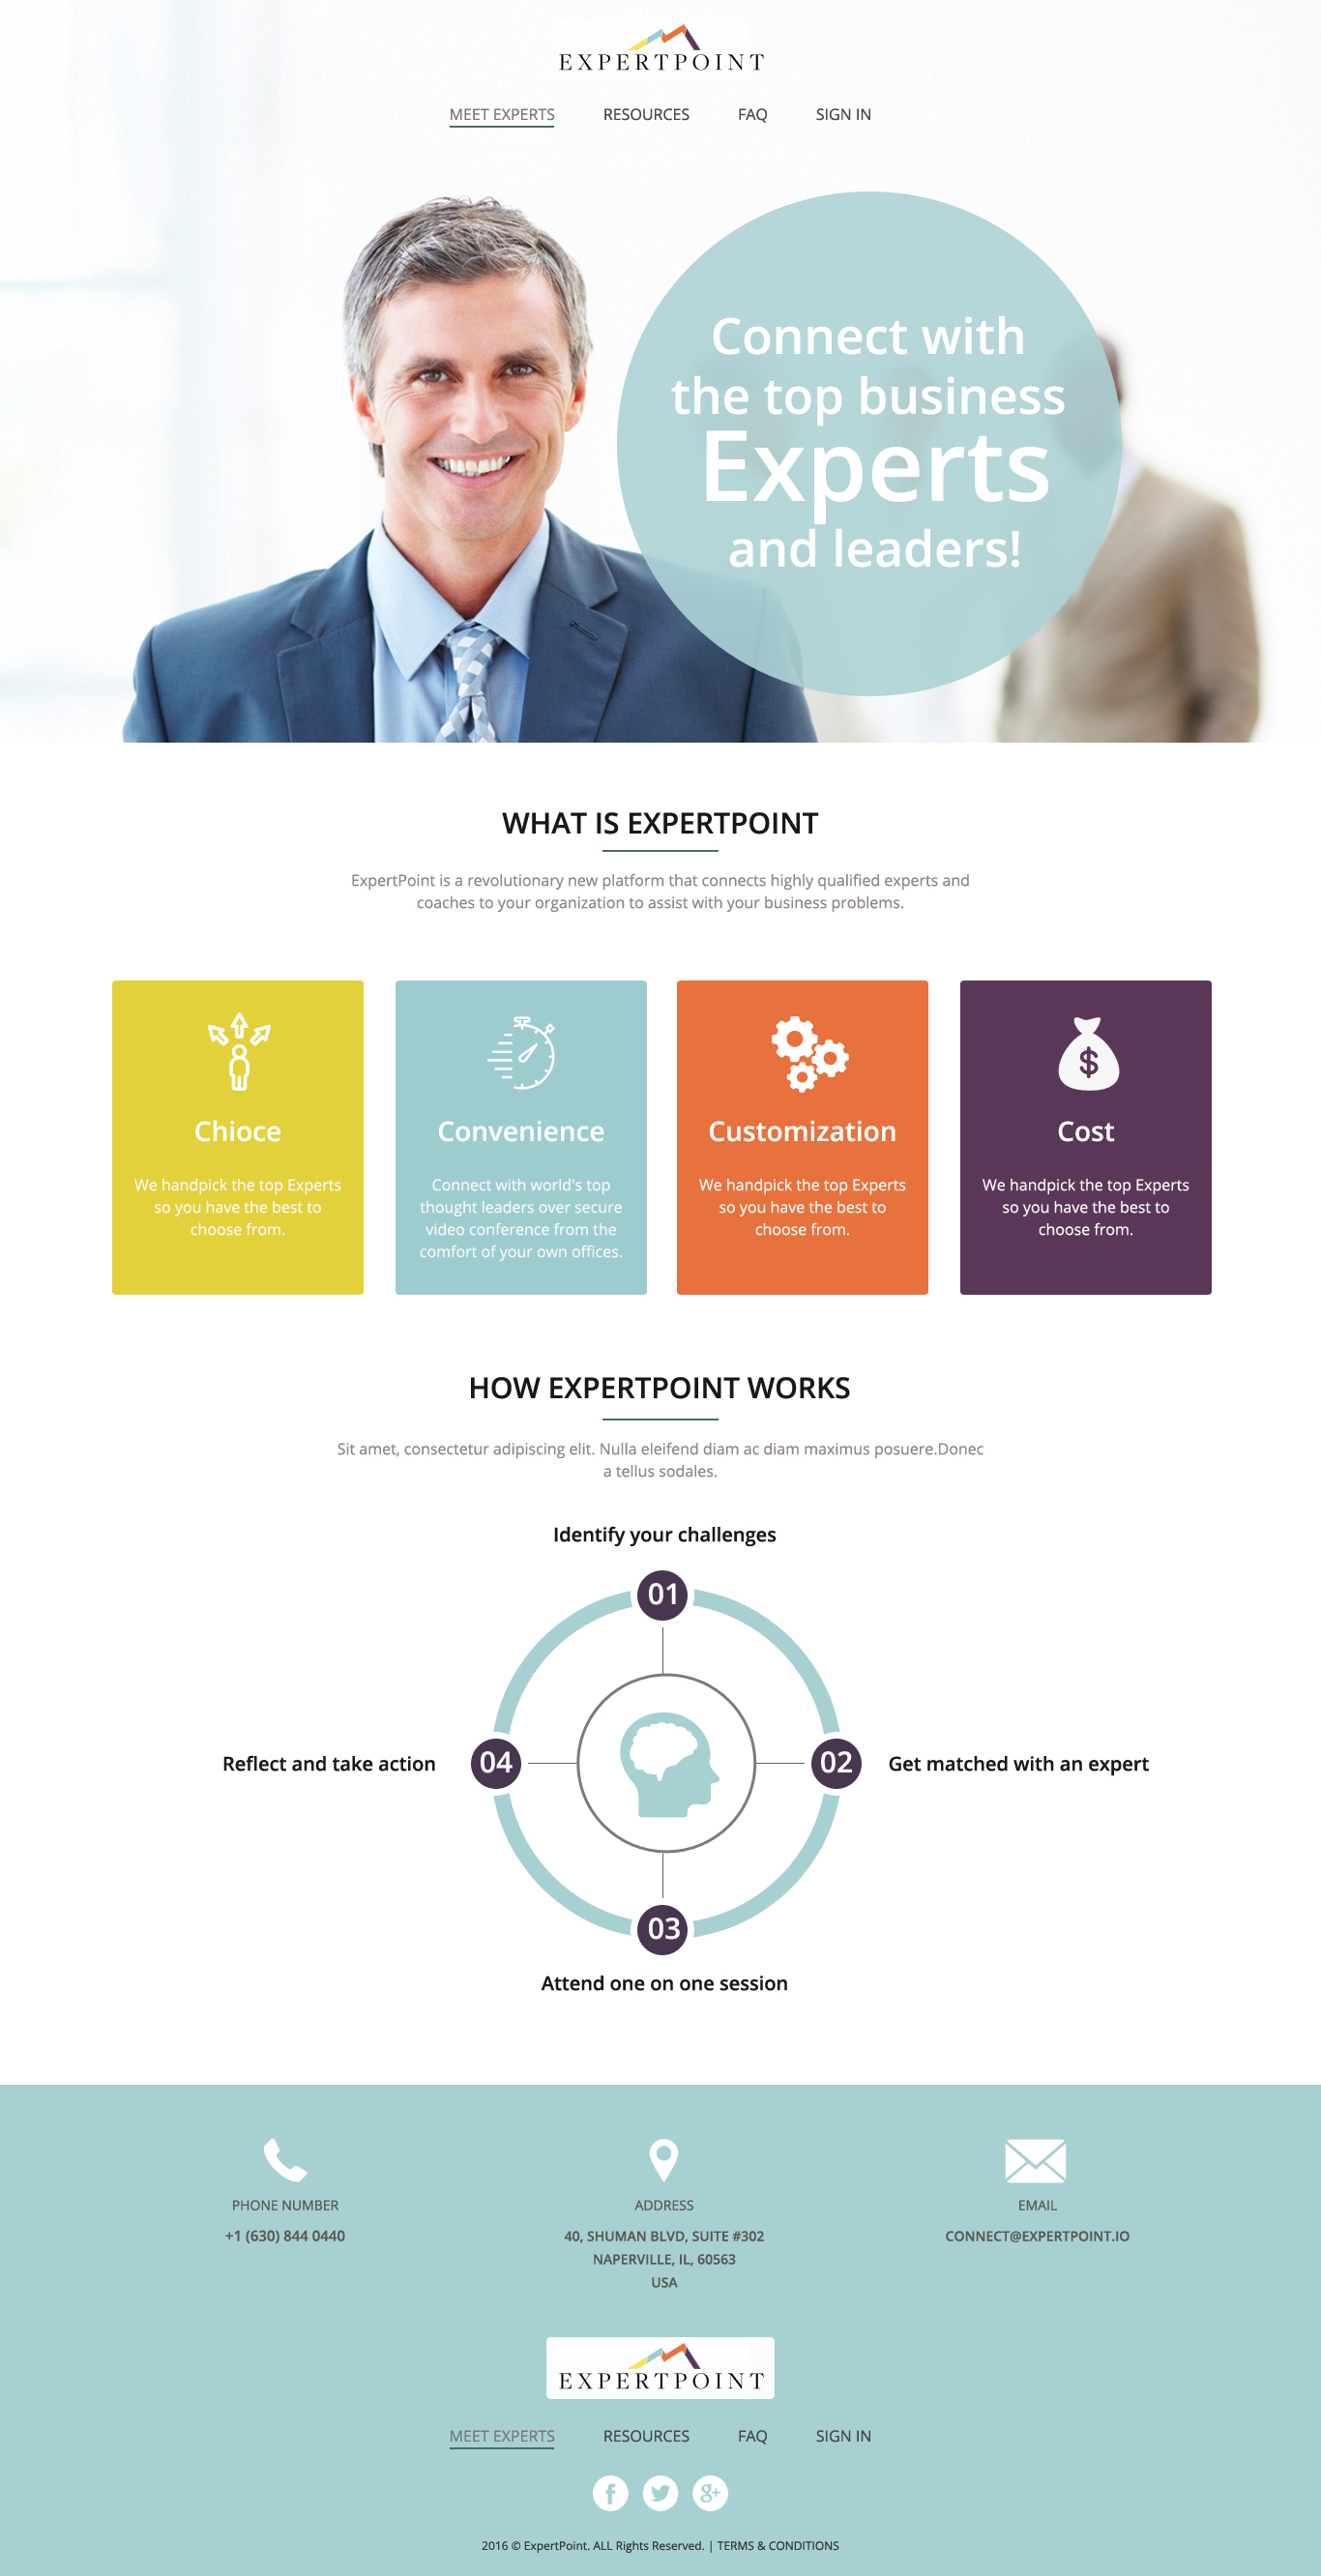 EXPERTPOINT
MEET EXPERTS RESOURCES FAQ SIGN IN
Connect with
the top business
Experts
and leaders!
WHAT IS EXPERTPOINT
ExpertPoint is a revolutionary new platform that connects highly qualified experts and
coaches to your organization to assist with your business problems.
Chioce
We handpick the top Experts
so you have the best to
choose from.
Convenience
Connect with world's top
thought leaders over secure
video conference from the
comfort of your own offices.
Customization
We handpick the top Experts
so you have the best to
choose from.
$
Cost
We handpick the top Experts
so you have the best to
choose from.
HOW EXPERTPOINT WORKS
Sit amet, consectetur adipiscing elit. Nulla eleifend diam ac diam maximus posuere.Donec
a tellus sodales.
Identify your challenges
01
Reflect and take action
04
02
Get matched with an expert
03
Attend one on one session
PHONE NUMBER
+1 (630) 844 0440
ADDRESS
40, SHUMAN BLVD, SUITE #302
NAPERVILLE, IL, 60563
USA
EMAIL
CONNECT@EXPERTPOINT.IO
EXPERTPOINT
MEET EXPERTS RESOURCES FAQ SIGN IN
f g+
2016 © ExpertPoint. ALL Rights Reserved. | TERMS & CONDITIONS